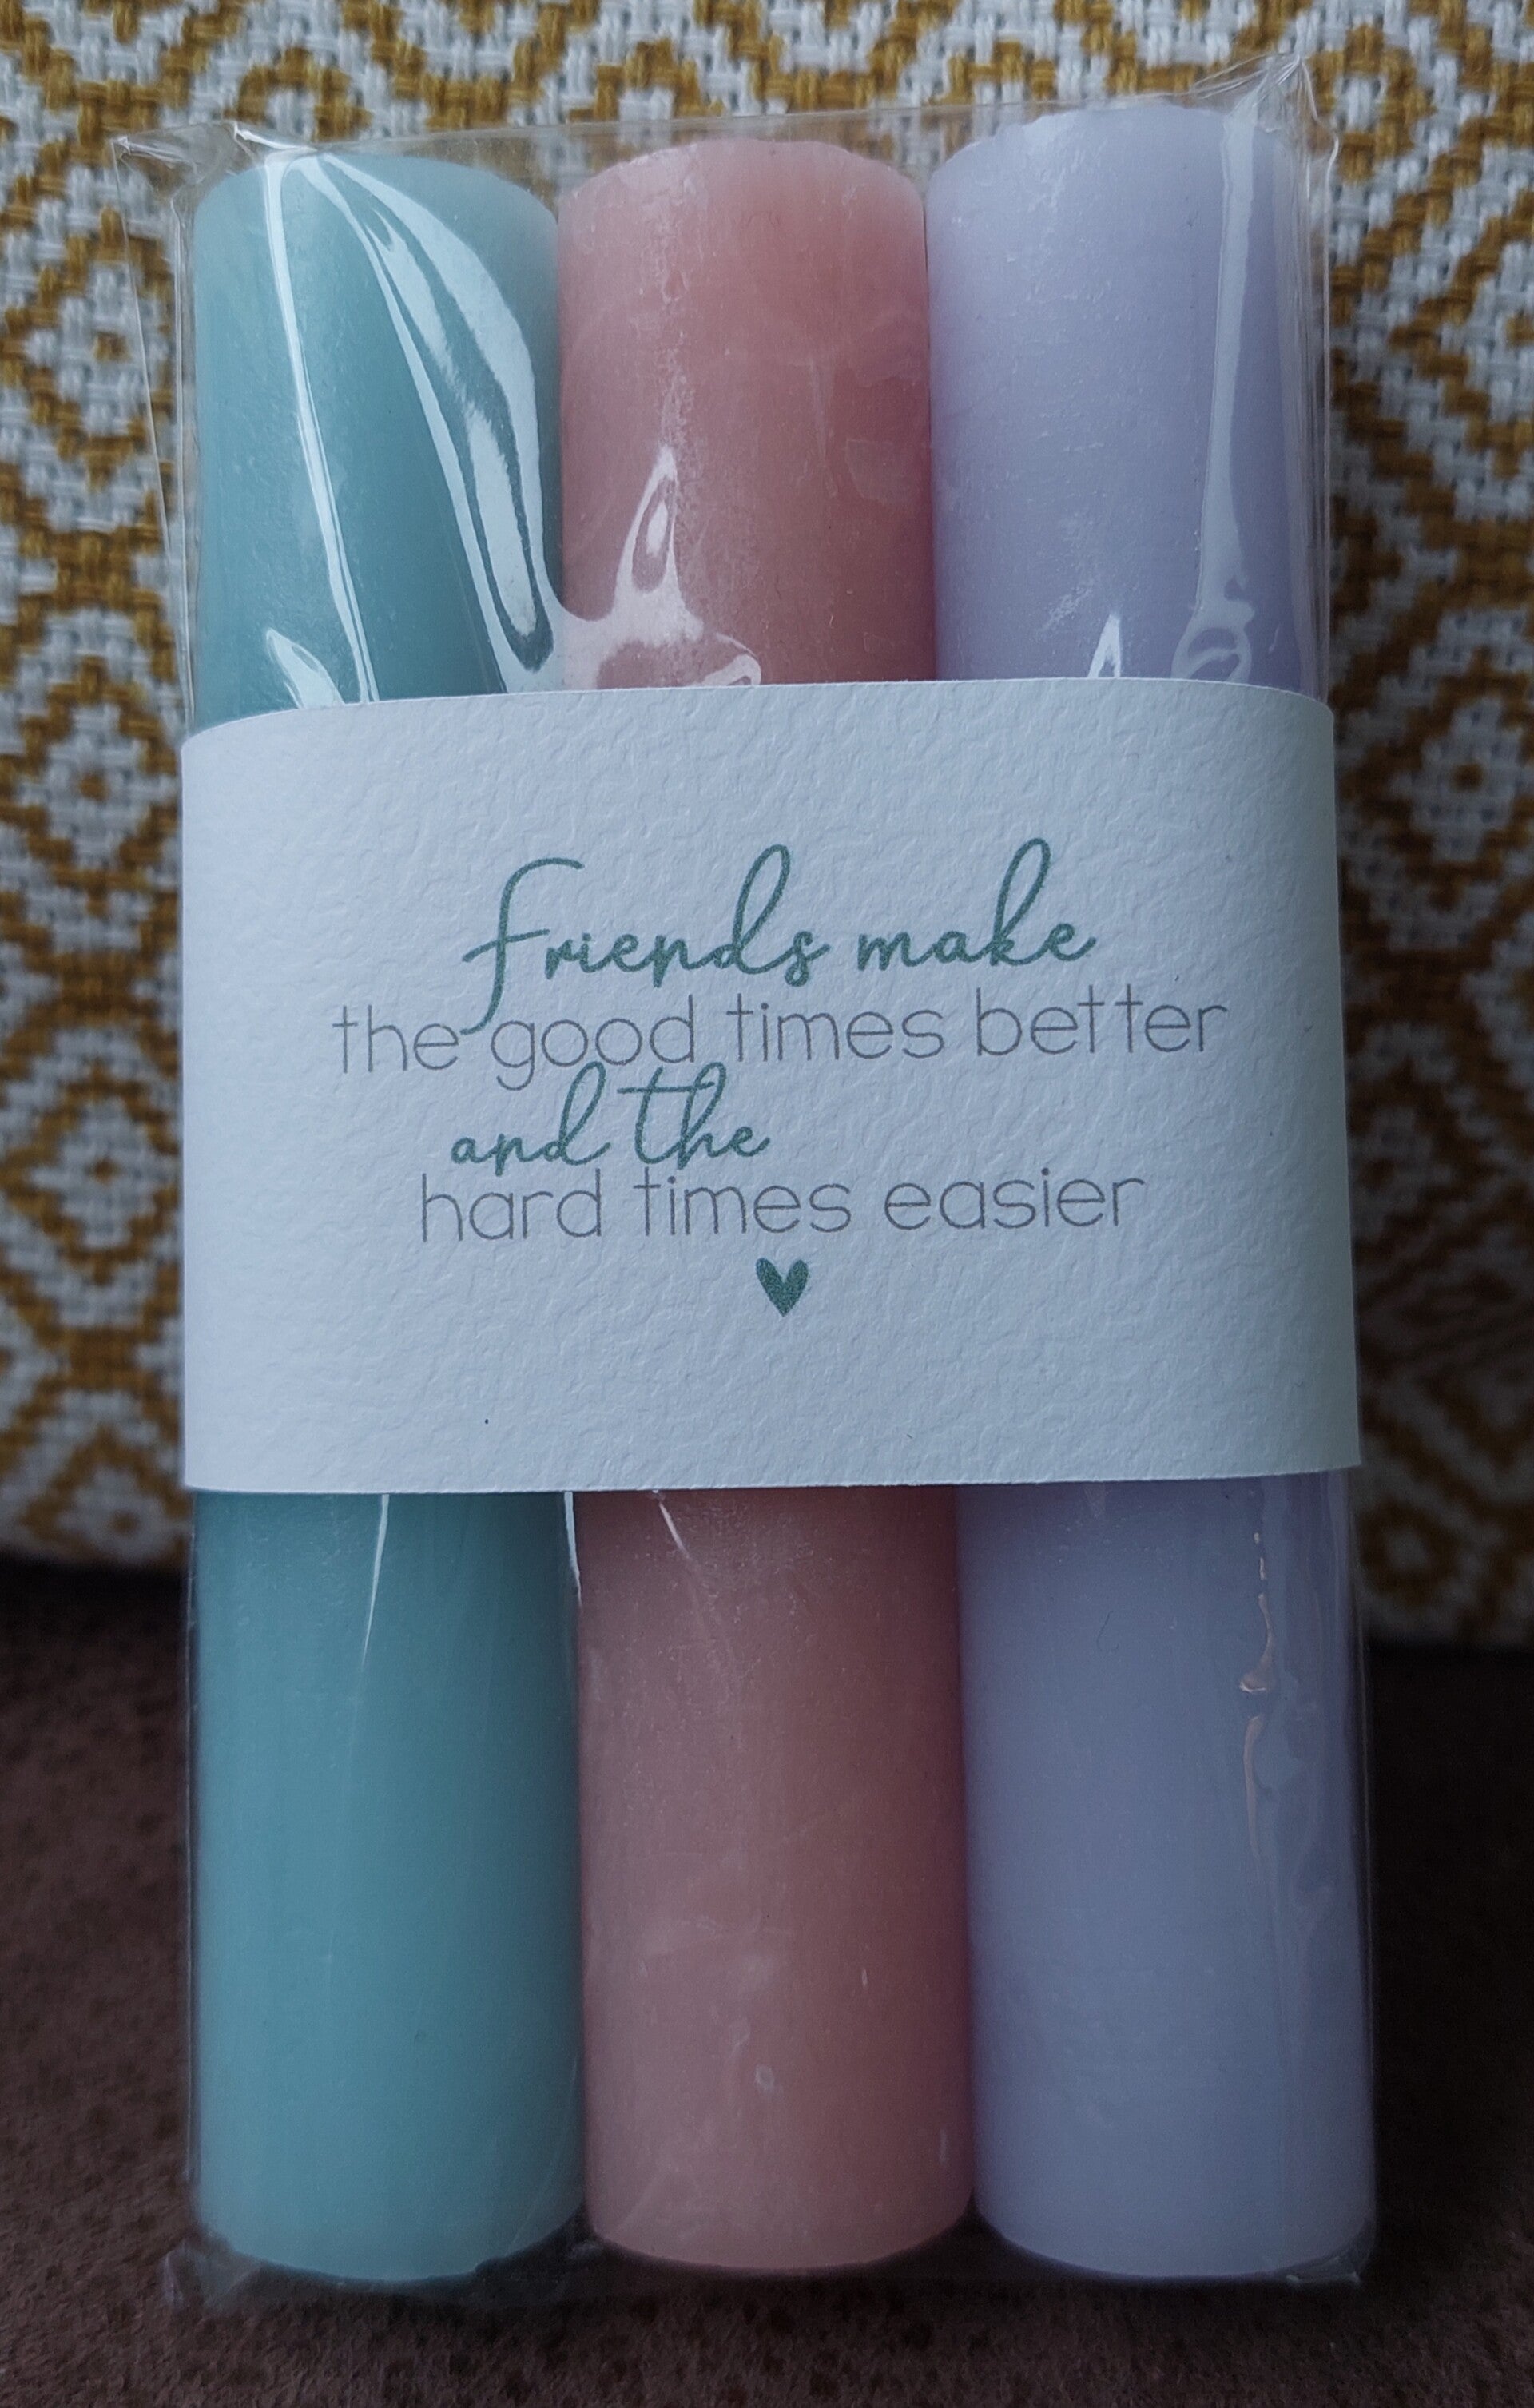 Friends make
the good times better
and the
hard times easier